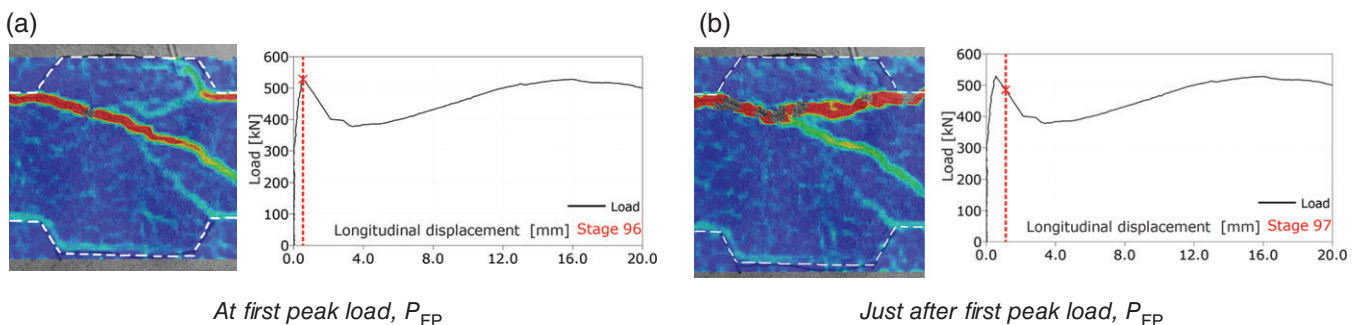 (a)
600
500
400
300
200
100
0
Load [kN]
0.0 4.0 8.0 12.0 16.0 20.0
Load
Longitudinal displacement [mm] Stage 96
At first peak load, PFP
(b)
600
500
400
300
200
100
0
Load [kN]
0.0 4.0 8.0 12.0 16.0 20.0
Load
Longitudinal displacement [mm] Stage 97
Just after first peak load, PFP